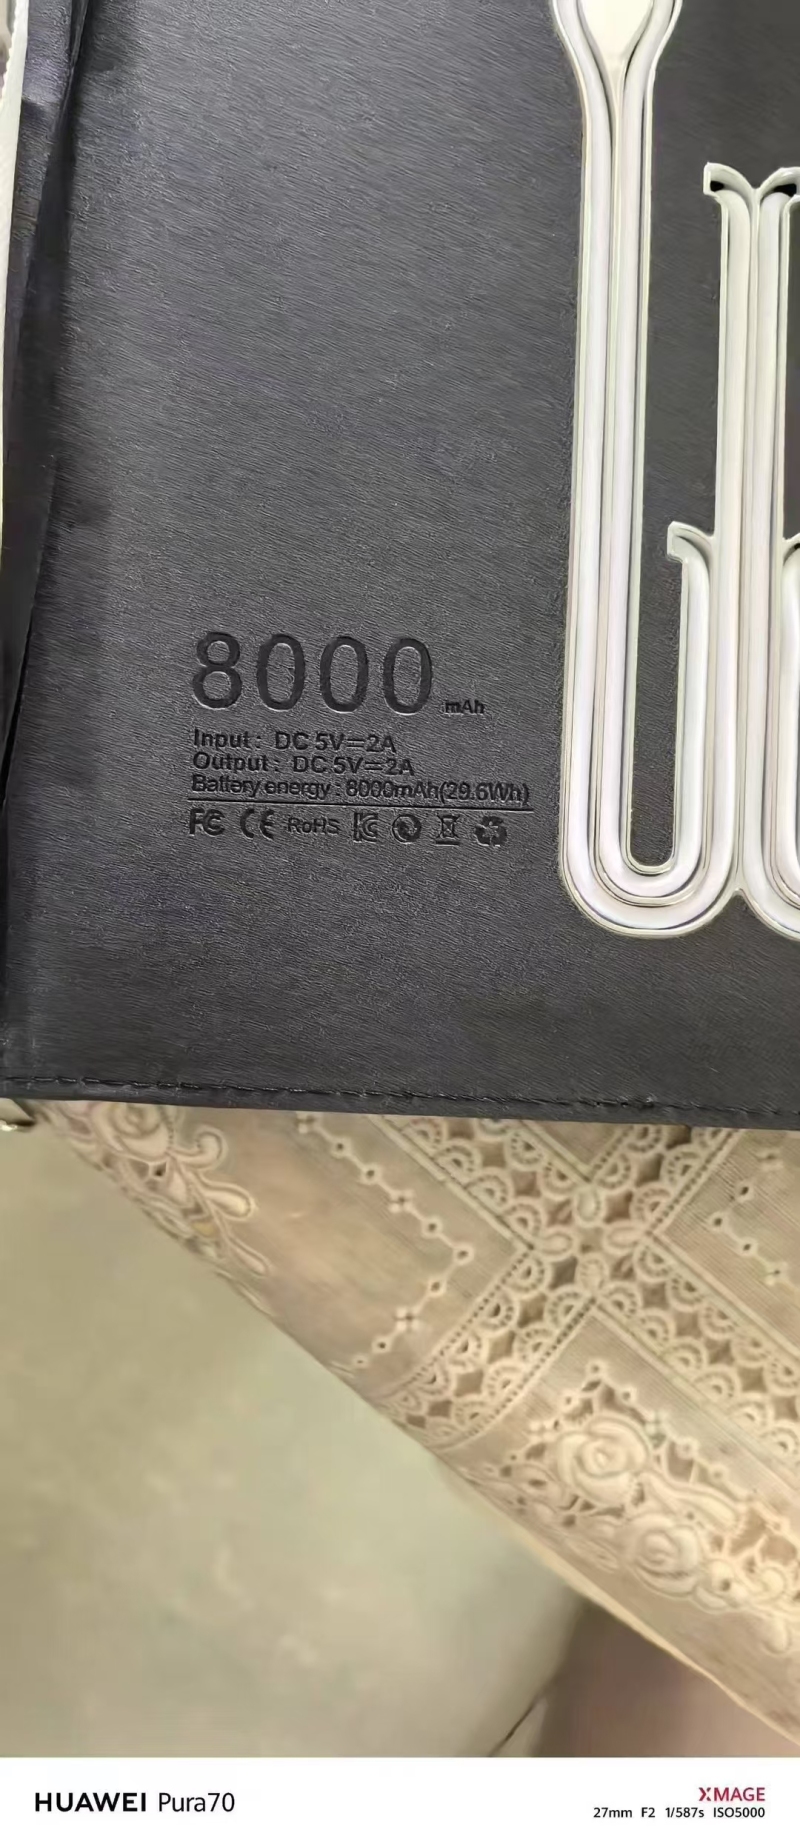 8000 mAh
Input: DC 5V⎓2A
Output: DC 5V⎓2A
Battery energy: 8000mAh(29.6Wh)
FC CE RoHS
HUAWEI Pura70
XMAGE
27mm F2 1/587s ISO5000